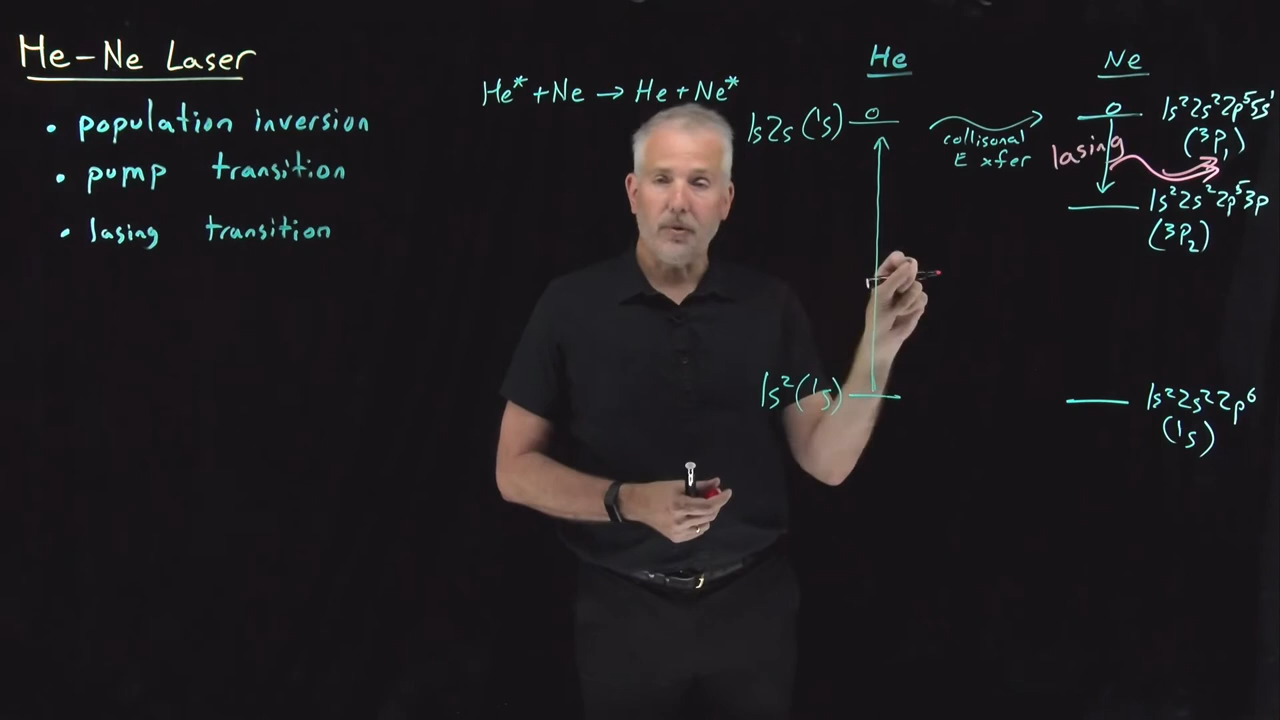 He-Ne Laser
• population inversion
• pump transition
• lasing transition
He* + Ne → He + Ne*
He
1s2s (¹S)
1s² (¹S)
collisonal
E xfer
Ne
1s²2s²2p⁵5s¹
(³P₁)
lasing
1s²2s²2p⁵3p
(³P₂)
1s²2s²2p⁶
(¹S)